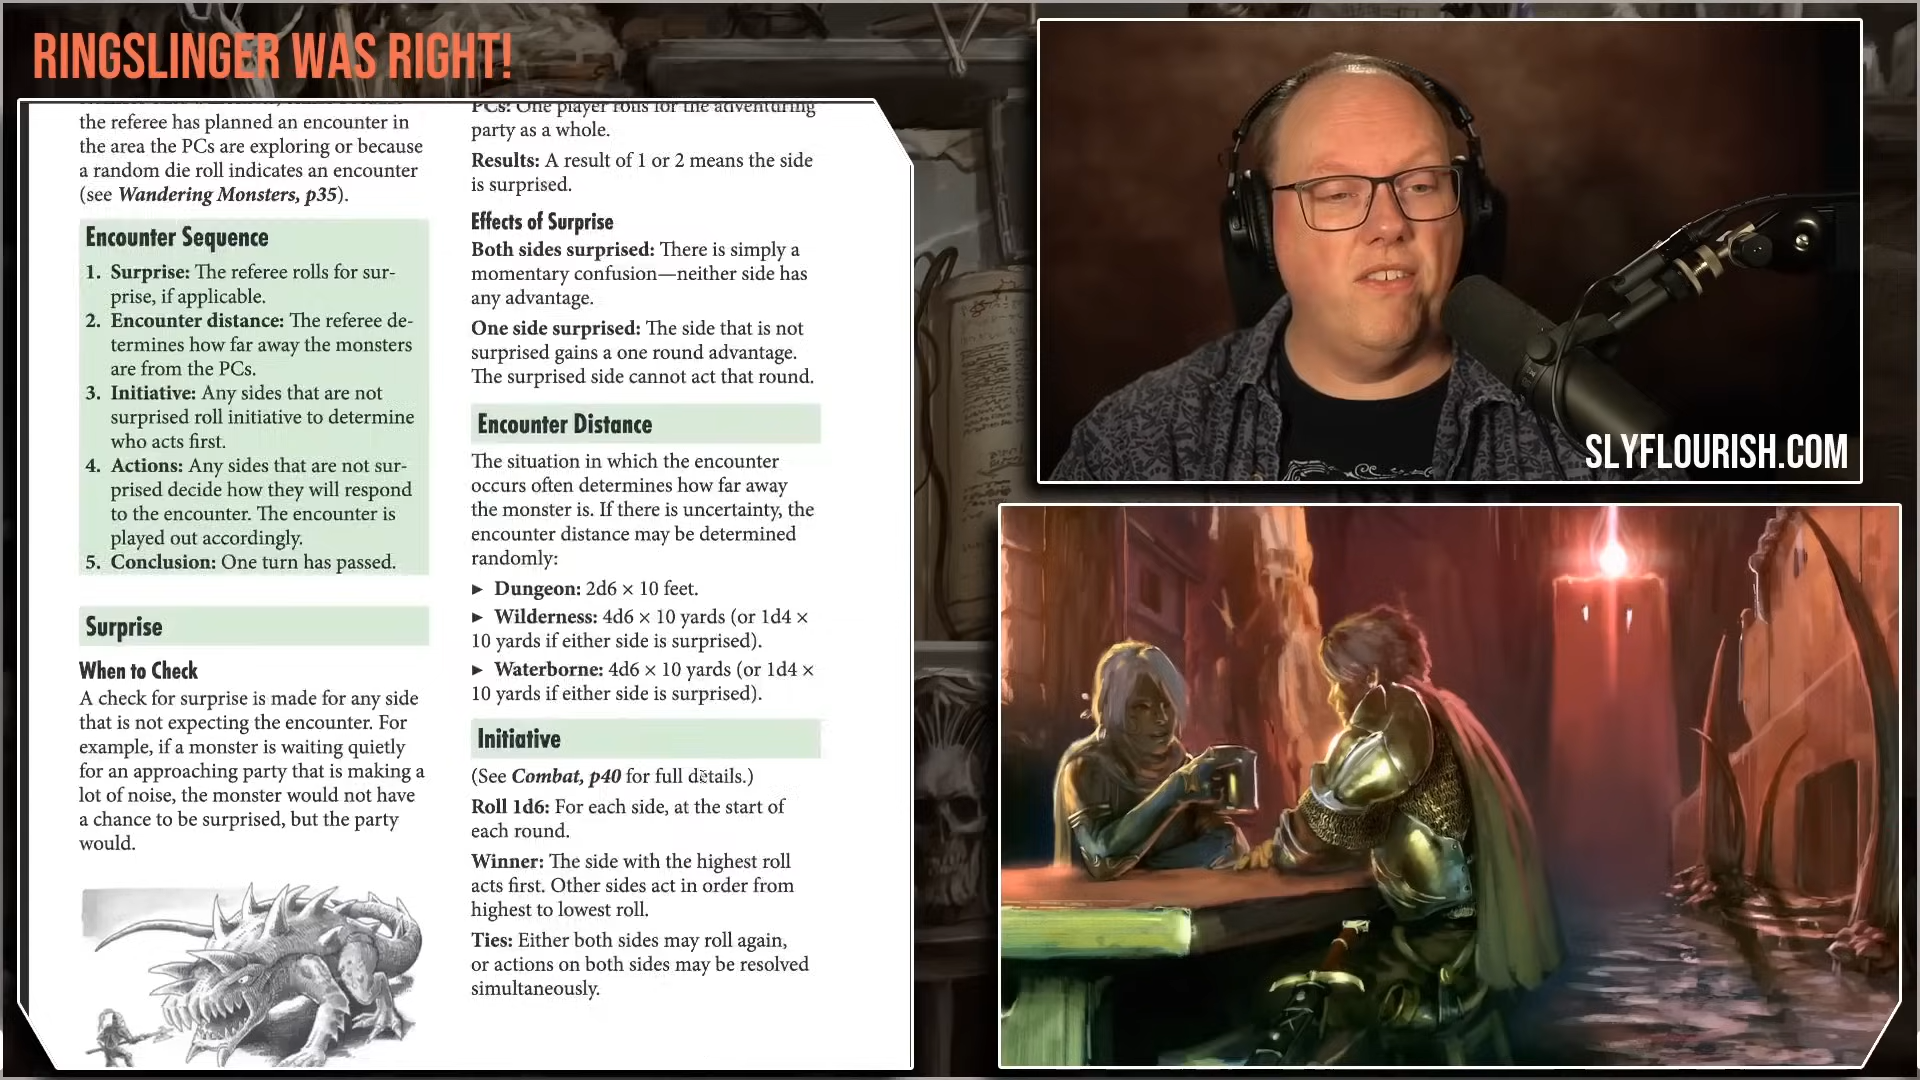 RINGSLINGER WAS RIGHT!
the referee has planned an encounter in
the area the PCs are exploring or because
a random die roll indicates an encounter
(see Wandering Monsters, p35).
Encounter Sequence
1. Surprise: The referee rolls for sur-
prise, if applicable.
2. Encounter distance: The referee de-
termines how far away the monsters
are from the PCs.
3. Initiative: Any sides that are not
surprised roll initiative to determine
who acts first.
4. Actions: Any sides that are not sur-
prised decide how they will respond
to the encounter. The encounter is
played out accordingly.
5. Conclusion: One turn has passed.
Surprise
When to Check
A check for surprise is made for any side
that is not expecting the encounter. For
example, if a monster is waiting quietly
for an approaching party that is making a
lot of noise, the monster would not have
a chance to be surprised, but the party
would.
PCs: One player rolls for the adventuring
party as a whole.
Results: A result of 1 or 2 means the side
is surprised.
Effects of Surprise
Both sides surprised: There is simply a
momentary confusion—neither side has
any advantage.
One side surprised: The side that is not
surprised gains a one round advantage.
The surprised side cannot act that round.
Encounter Distance
The situation in which the encounter
occurs often determines how far away
the monster is. If there is uncertainty, the
encounter distance may be determined
randomly:
► Dungeon: 2d6 × 10 feet.
► Wilderness: 4d6 × 10 yards (or 1d4 ×
10 yards if either side is surprised).
► Waterborne: 4d6 × 10 yards (or 1d4 ×
10 yards if either side is surprised).
Initiative
(See Combat, p40 for full details.)
Roll 1d6: For each side, at the start of
each round.
Winner: The side with the highest roll
acts first. Other sides act in order from
highest to lowest roll.
Ties: Either both sides may roll again,
or actions on both sides may be resolved
simultaneously.
SLYFLOURISH.COM